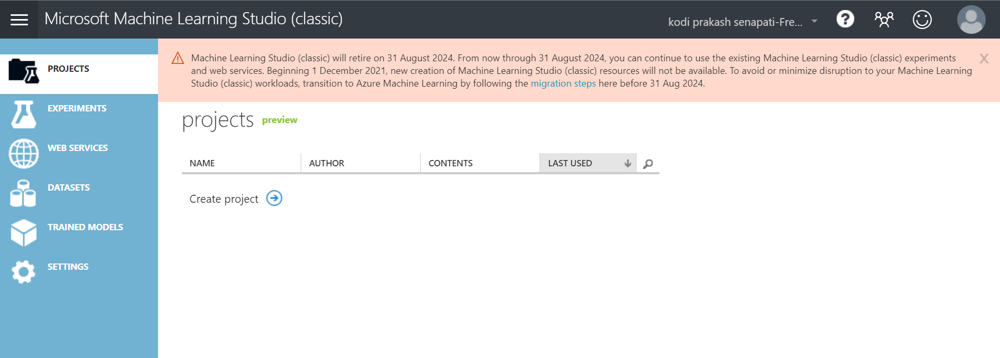 Microsoft Machine Learning Studio (classic)
kodi prakash senapati-Fre...
?
PROJECTS
EXPERIMENTS
WEB SERVICES
DATASETS
TRAINED MODELS
SETTINGS
Machine Learning Studio (classic) will retire on 31 August 2024. From now through 31 August 2024, you can continue to use the existing Machine Learning Studio (classic) experiments
and web services. Beginning 1 December 2021, new creation of Machine Learning Studio (classic) resources will not be available. To avoid or minimize disruption to your Machine Learning
Studio (classic) workloads, transition to Azure Machine Learning by following the migration steps here before 31 Aug 2024.
X
projects preview
NAME AUTHOR CONTENTS LAST USED
Create project